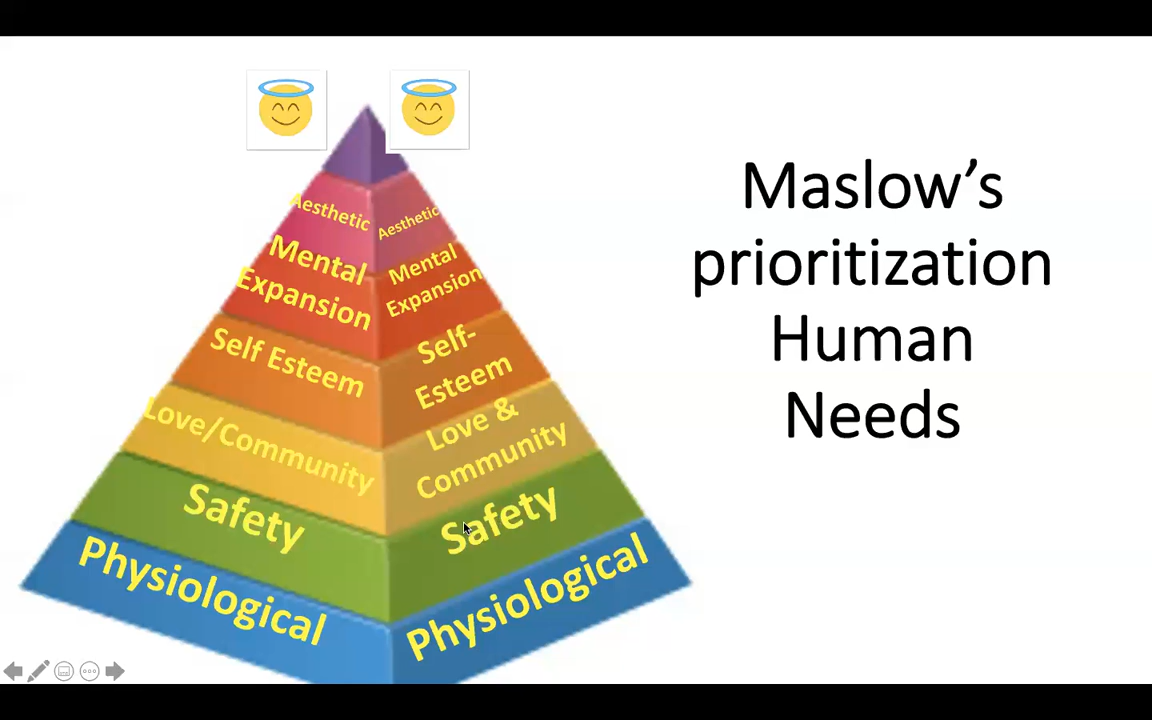 Aesthetic
Aesthetic
Mental
Expansion
Mental
Expansion
Self Esteem
Self-
Esteem
Love/Community
Love &
Community
Safety
Safety
Physiological
Physiological
Maslow’s
prioritization
Human
Needs